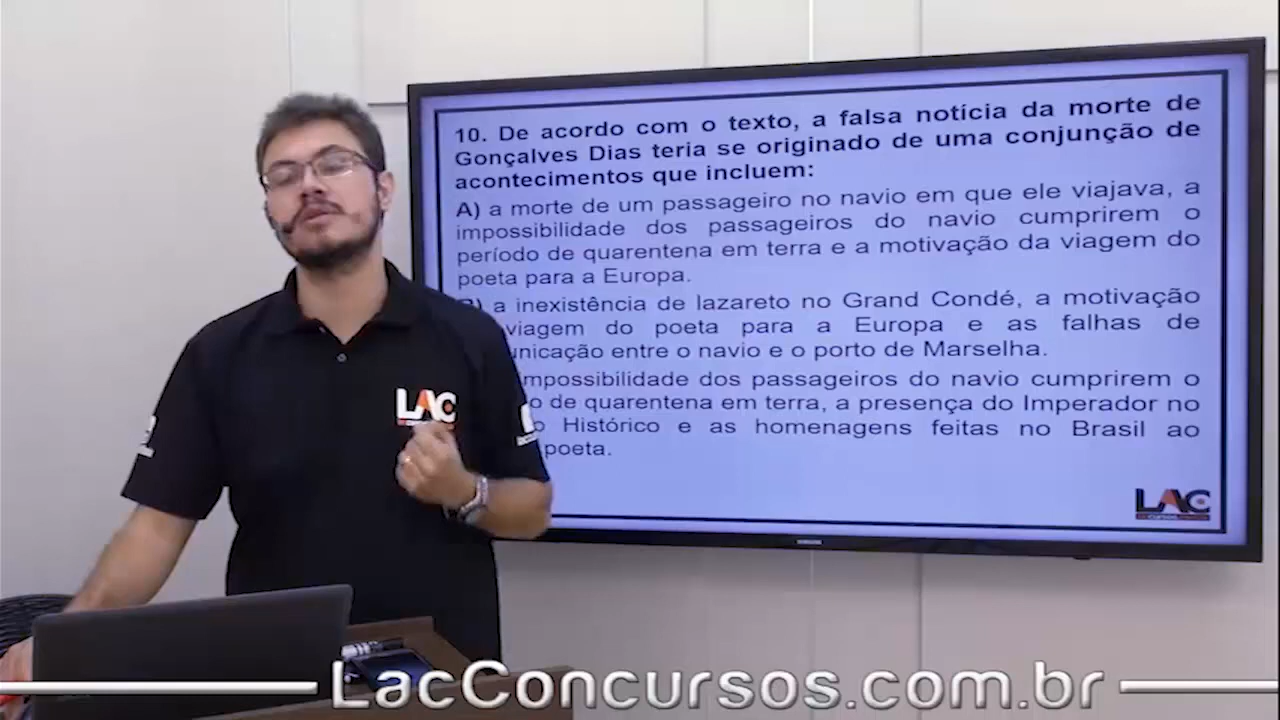 10. De acordo com o texto, a falsa notícia da morte de
Gonçalves Dias teria se originado de uma conjunção de
acontecimentos que incluem:
A) a morte de um passageiro no navio em que ele viajava, a
impossibilidade dos passageiros do navio cumprirem o
período de quarentena em terra e a motivação da viagem do
poeta para a Europa.
a inexistência de lazareto no Grand Condé, a motivação
viagem do poeta para a Europa e as falhas de
entre o navio e o porto de Marselha.
dos passageiros do navio cumprirem o
de quarentena em terra, a presença do Imperador no
Histórico e as homenagens feitas no Brasil ao
poeta.
LAC
LAC
LacConcursos.com.br